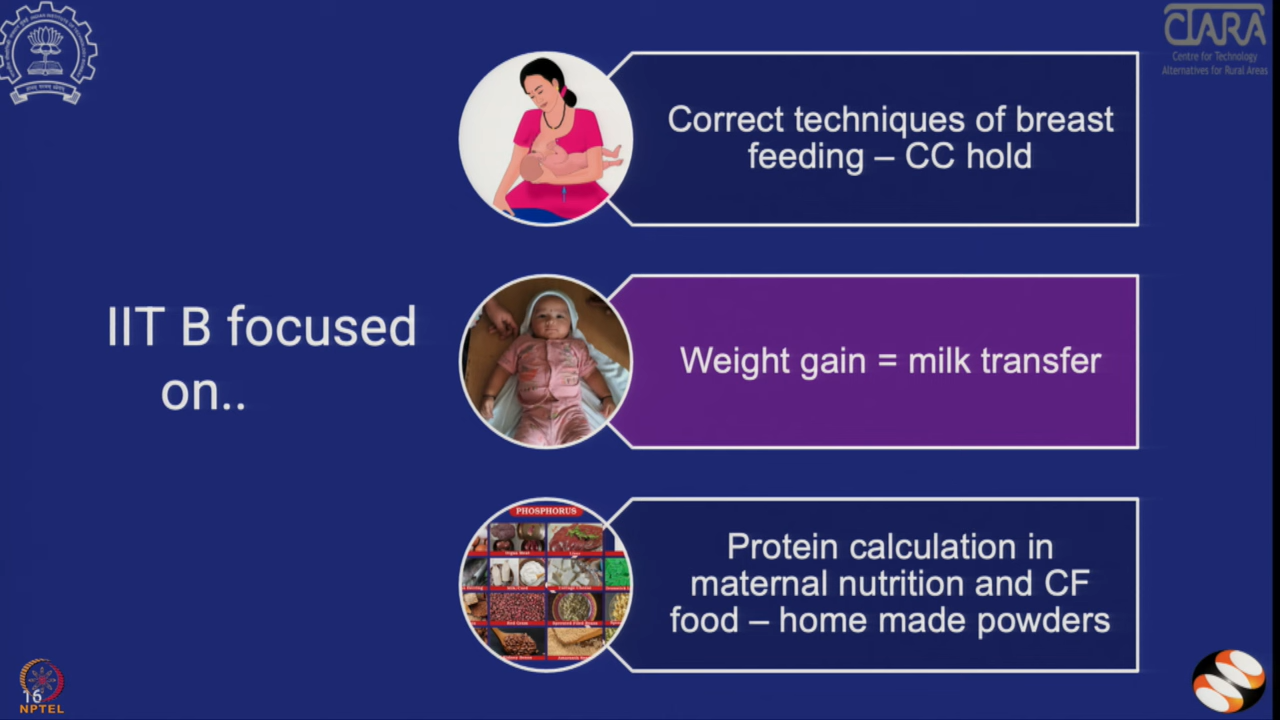 CTARA
Centre for Technology
Alternatives for Rural Areas
Correct techniques of breast
feeding – CC hold
IIT B focused
on..
Weight gain = milk transfer
PHOSPHORUS
Protein calculation in
maternal nutrition and CF
food – home made powders
16
NPTEL